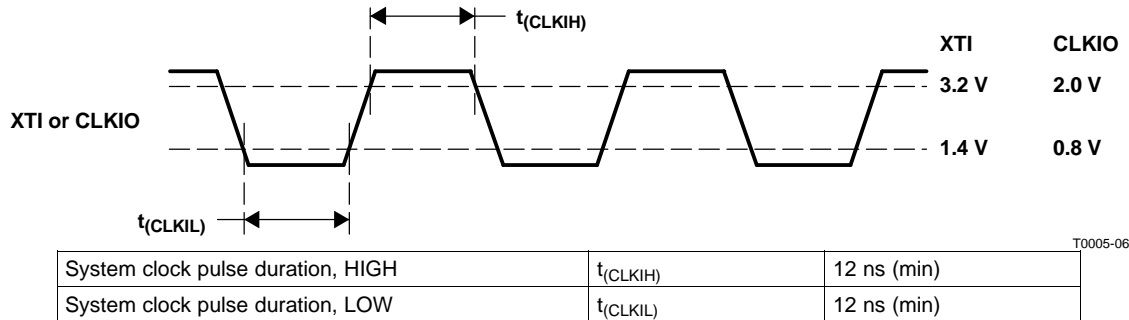 t(CLKIH)
XTI CLKIO
3.2 V 2.0 V
XTI or CLKIO
1.4 V 0.8 V
t(CLKIL)
T0005-06
System clock pulse duration, HIGH t(CLKIH) 12 ns (min)
System clock pulse duration, LOW t(CLKIL) 12 ns (min)